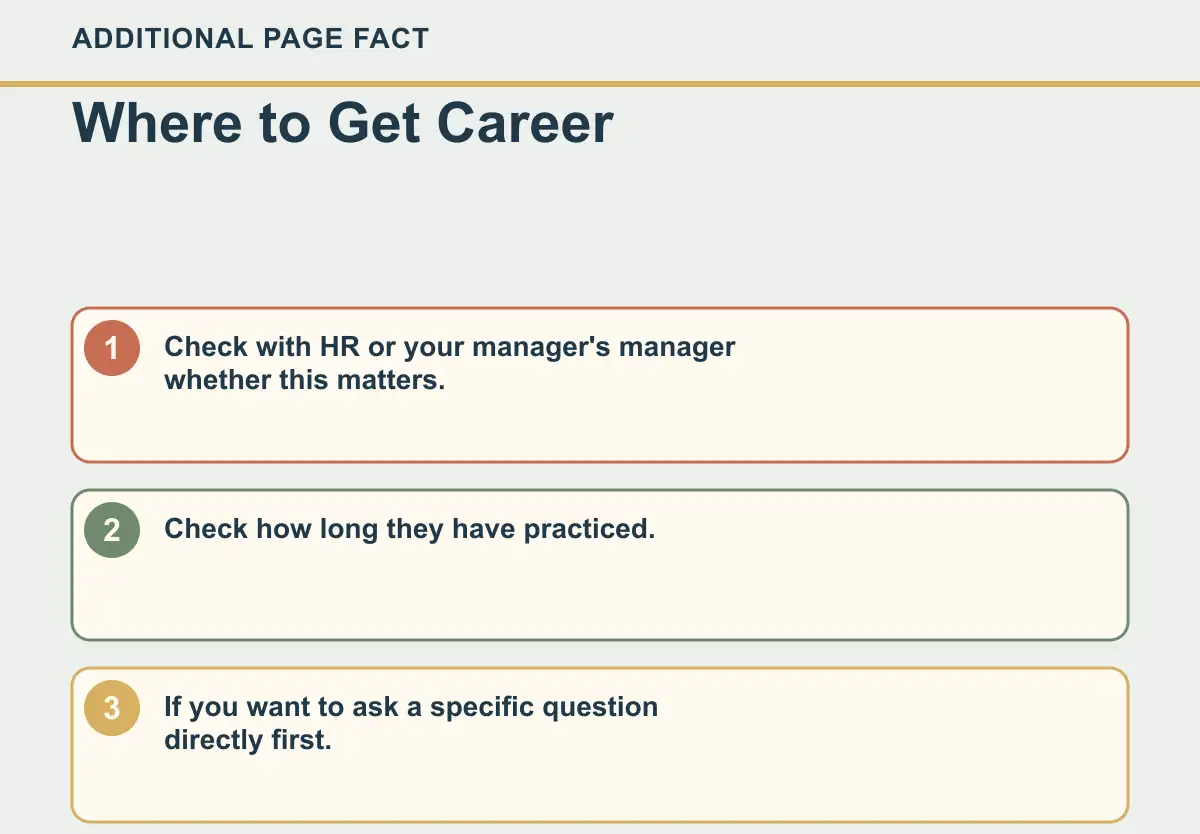 ADDITIONAL PAGE FACT
Where to Get Career
1
Check with HR or your manager's manager
whether this matters.
2
Check how long they have practiced.
3
If you want to ask a specific question
directly first.